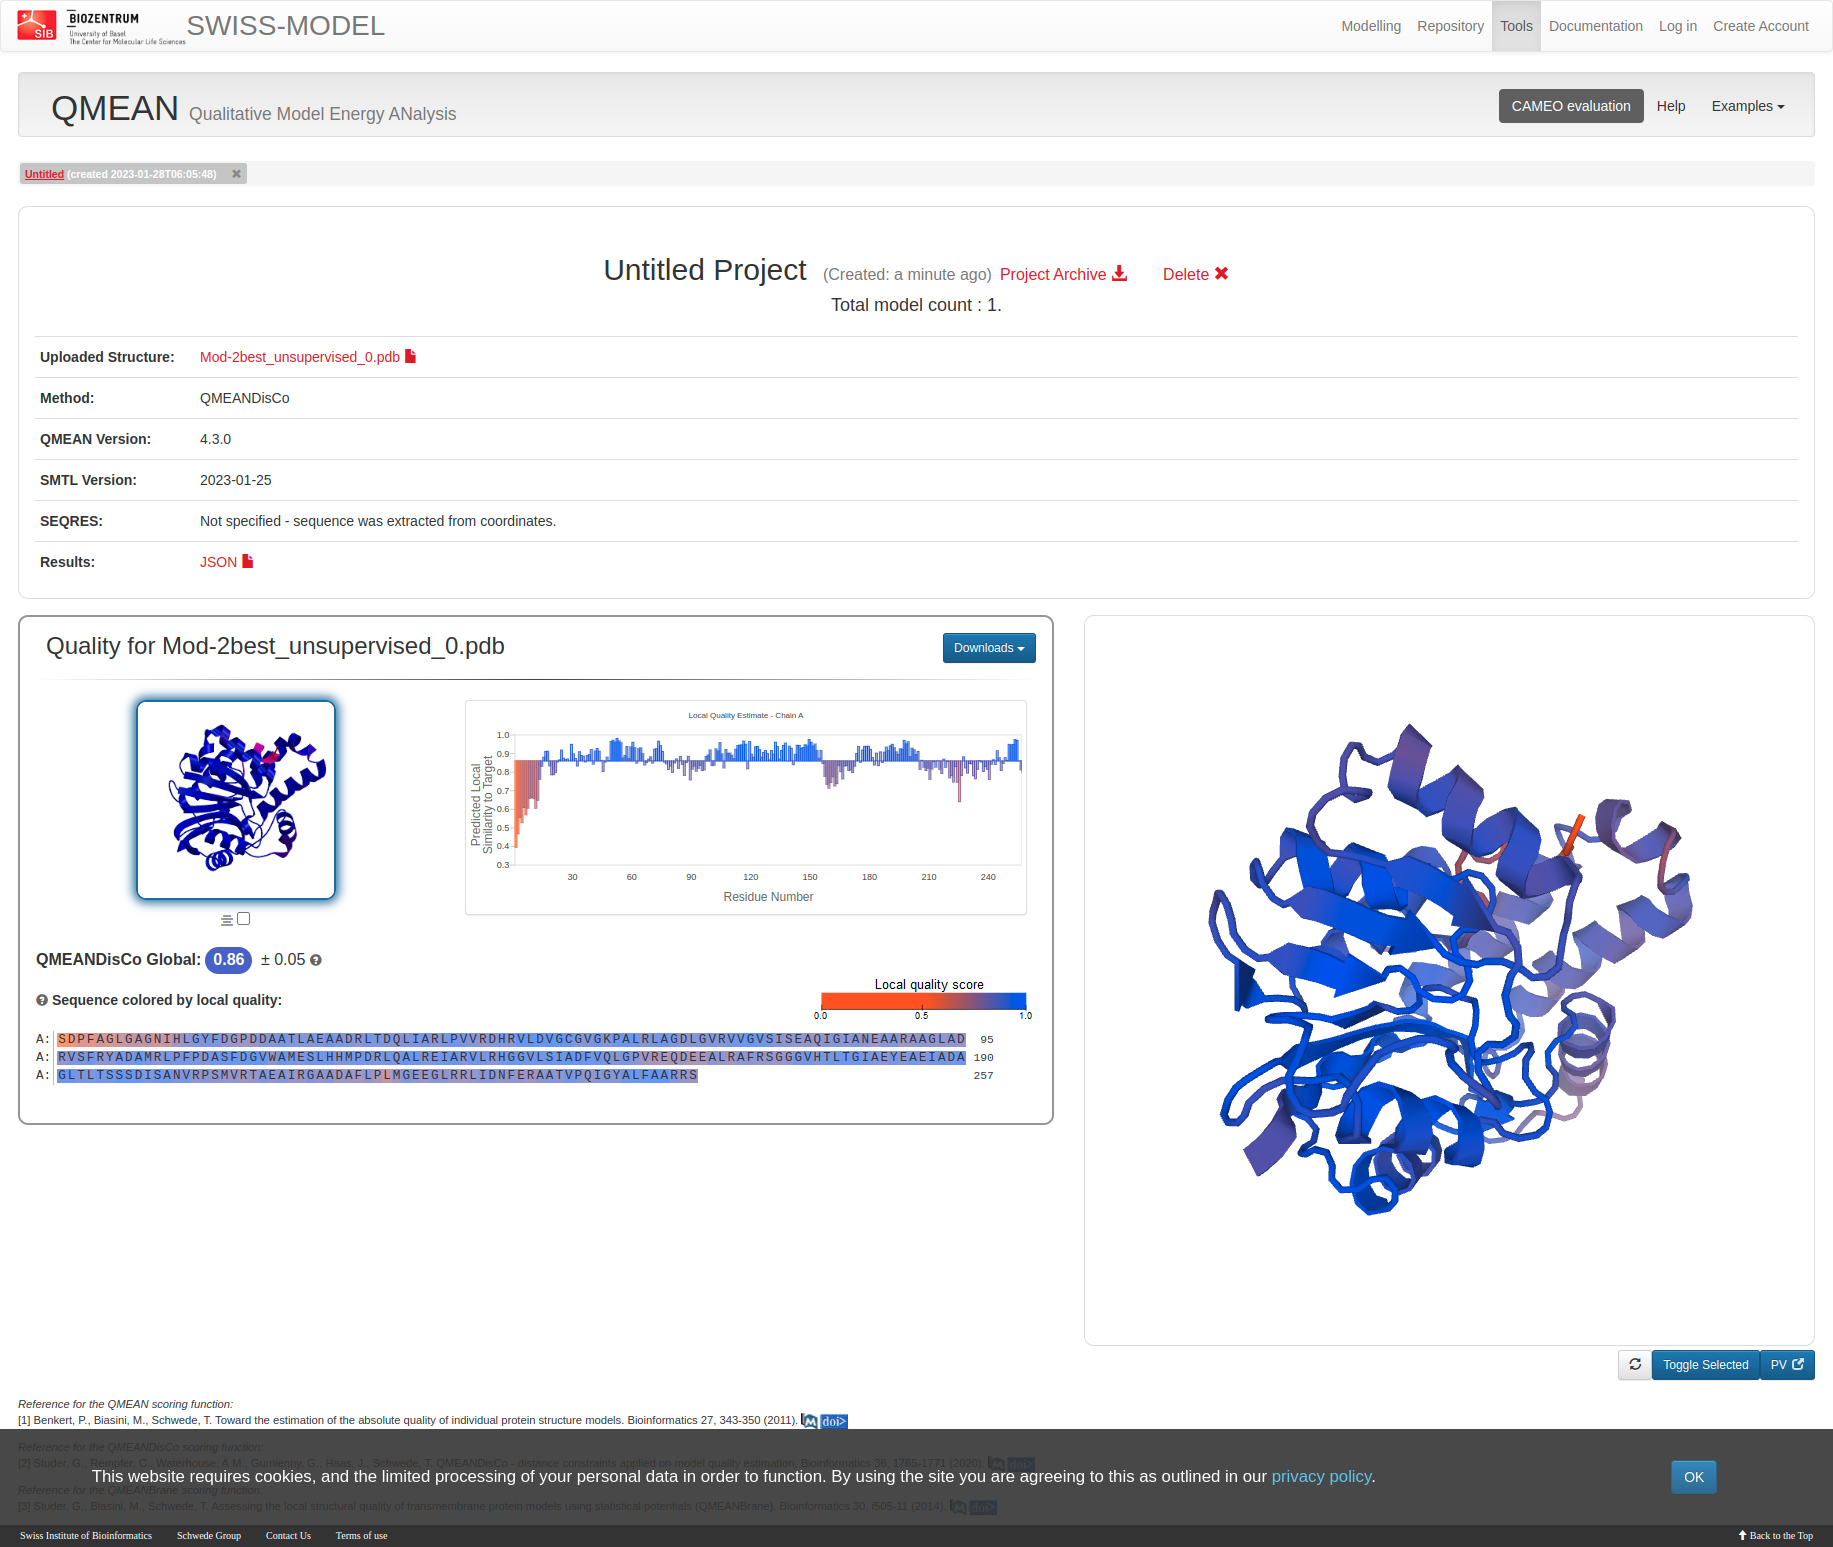 SIB
BIOZENTRUM
University of Basel
The Center for Molecular Life Sciences
SWISS-MODEL
Modelling Repository Tools Documentation Log in Create Account
QMEAN Qualitative Model Energy ANalysis
CAMEO evaluation Help Examples
Untitled (created 2023-01-28T06:05:48)
Untitled Project (Created: a minute ago) Project Archive Delete
Total model count : 1.
Uploaded Structure: Mod-2best_unsupervised_0.pdb
Method: QMEANDisCo
QMEAN Version: 4.3.0
SMTL Version: 2023-01-25
SEQRES: Not specified - sequence was extracted from coordinates.
Results: JSON
Quality for Mod-2best_unsupervised_0.pdb
Downloads
Local Quality Estimate - Chain A
Predicted Local
Similarity to Target
1.0
0.9
0.8
0.7
0.6
0.5
0.4
0.3
30 60 90 120 150 180 210 240
Residue Number
QMEANDisCo Global: 0.86 ± 0.05
Sequence colored by local quality:
Local quality score
0.0 0.5 1.0
A: SDPFAGLGAGNIHLGYFDGPDDAATLAEAADRLTDQLIARLPVVRDHRVLDVGCGVGKPALRLAGDLGVRVVGVSISEAQIGIANEAARAAGLAD 95
A: RVSFRYADAMRLPFPDASFDGVWAMESLHHMPDRLQALREIARVLRHGGVLSIADFVQLGPVREQDEEALRAFRSGGGVHTLTGIAEYEAEIADA 190
A: GLTLTSSSDISANVRPSMVRTAEAIRGAADAFLPLMGEEGLRRLIDNFERAATVPQIGYALFAARRS 257
Toggle Selected PV
Reference for the QMEAN scoring function:
[1] Benkert, P., Biasini, M., Schwede, T. Toward the estimation of the absolute quality of individual protein structure models. Bioinformatics 27, 343-350 (2011). M doi>
Reference for the QMEANDisCo scoring function:
[2] Studer, G., Rempfer, C., Waterhouse, A.M., Gumienny, G., Haas, J., Schwede, T. QMEANDisCo - distance constraints applied on model quality estimation. Bioinformatics 36, 1765-1771 (2020). M doi>
This website requires cookies, and the limited processing of your personal data in order to function. By using the site you are agreeing to this as outlined in our privacy policy.
OK
Reference for the QMEANBrane scoring function:
[3] Studer, G., Biasini, M., Schwede, T. Assessing the local structural quality of transmembrane protein models using statistical potentials (QMEANBrane). Bioinformatics 30, i505-11 (2014). M doi>
Swiss Institute of Bioinformatics Schwede Group Contact Us Terms of use Back to the Top